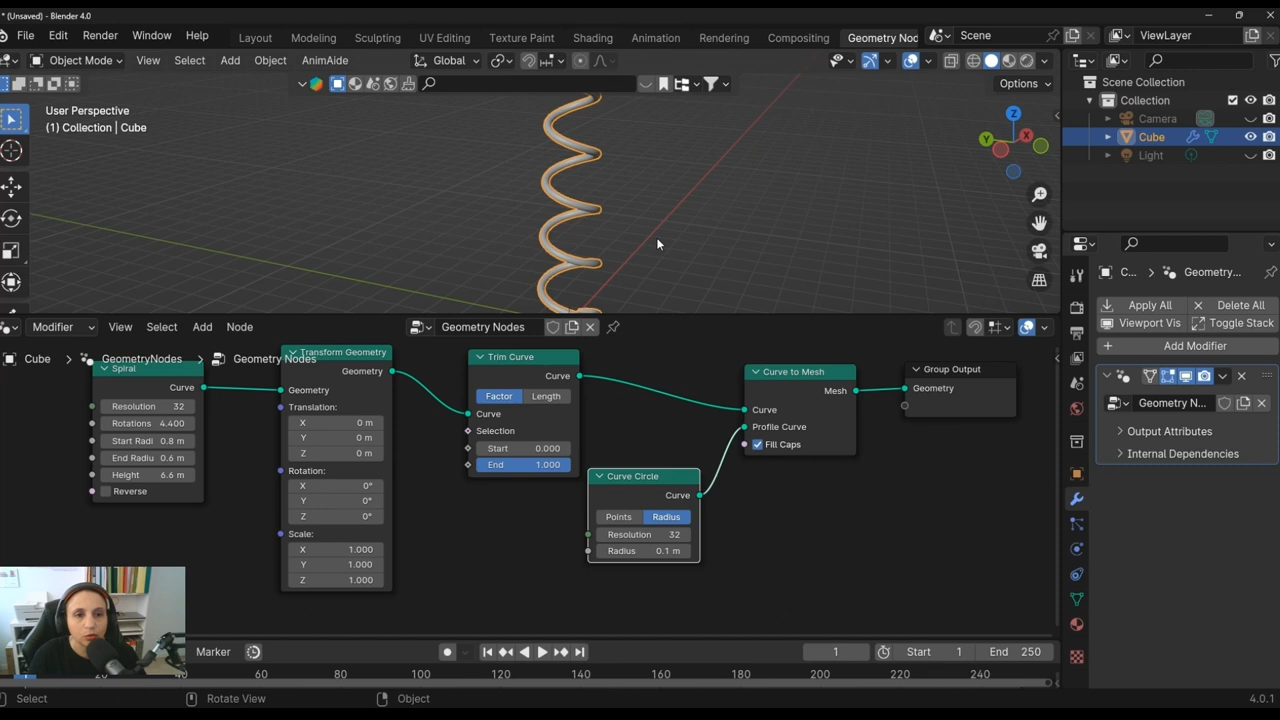 * (Unsaved) - Blender 4.0
File Edit Render Window Help Layout Modeling Sculpting UV Editing Texture Paint Shading Animation Rendering Compositing Geometry Noc Scene ViewLayer
Object Mode View Select Add Object AnimAide Global
Options
User Perspective
(1) Collection | Cube
Z
Y X
Scene Collection
Collection
Camera
Cube
Light
C... > Geometry...
Apply All Delete All
Viewport Vis Toggle Stack
Add Modifier
Geometry N...
Output Attributes
Internal Dependencies
Modifier View Select Add Node Geometry Nodes
Cube > GeometryNodes > Geometry Nodes
Spiral
Curve
Resolution 32
Rotations 4.400
Start Radi 0.8 m
End Radiu 0.6 m
Height 6.6 m
Reverse
Transform Geometry
Geometry
Geometry
Translation:
X 0 m
Y 0 m
Z 0 m
Rotation:
X 0°
Y 0°
Z 0°
Scale:
X 1.000
Y 1.000
Z 1.000
Trim Curve
Curve
Factor Length
Curve
Selection
Start 0.000
End 1.000
Curve Circle
Curve
Points Radius
Resolution 32
Radius 0.1 m
Curve to Mesh
Mesh
Curve
Profile Curve
Fill Caps
Group Output
Geometry
Marker 1 Start 1 End 250
60 80 100 120 140 160 180 200 220 240
Select Rotate View Object 4.0.1